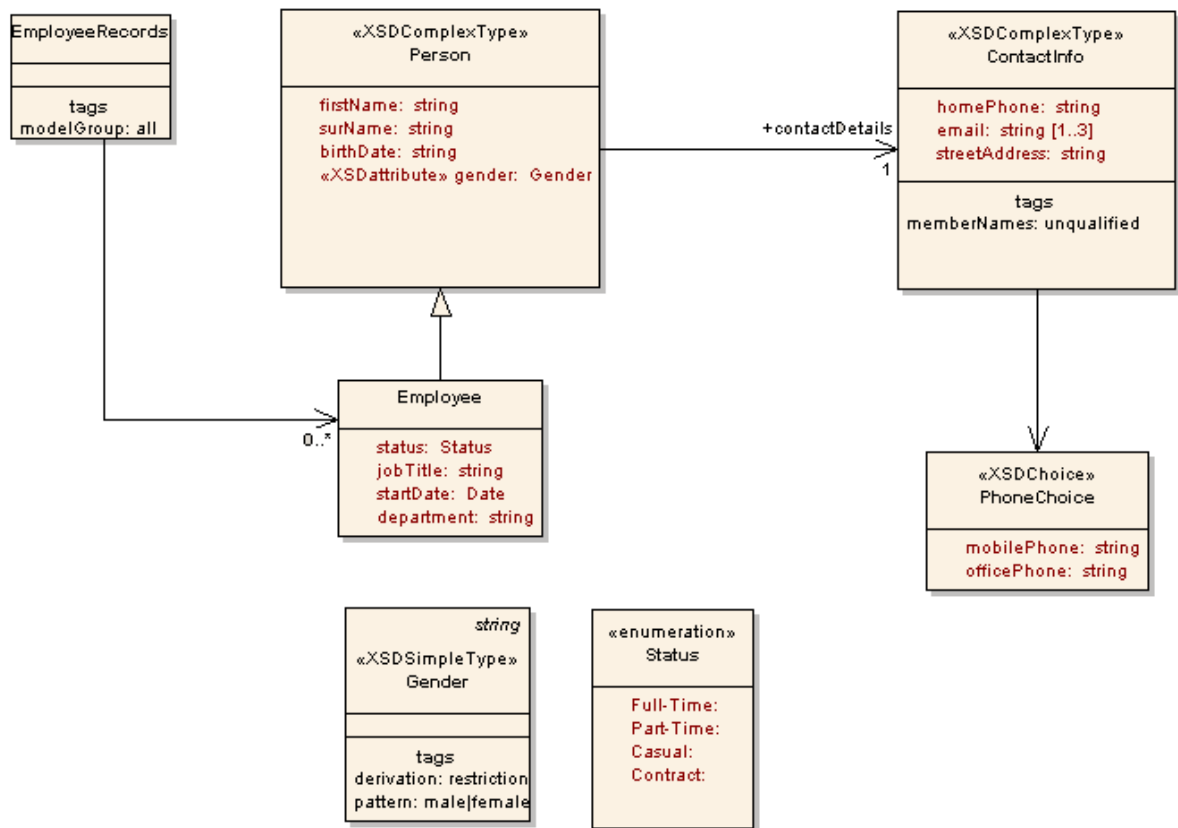 EmployeeRecords
tags
modelGroup: all
«XSDComplexType»
Person
firstName: string
surName: string
birthDate: string
«XSDattribute» gender: Gender
+contactDetails
1
«XSDComplexType»
ContactInfo
homePhone: string
email: string [1..3]
streetAddress: string
tags
memberNames: unqualified
0..*
Employee
status: Status
jobTitle: string
startDate: Date
department: string
«XSDChoice»
PhoneChoice
mobilePhone: string
officePhone: string
string
«XSDSimpleType»
Gender
tags
derivation: restriction
pattern: male|female
«enumeration»
Status
Full-Time:
Part-Time:
Casual:
Contract: